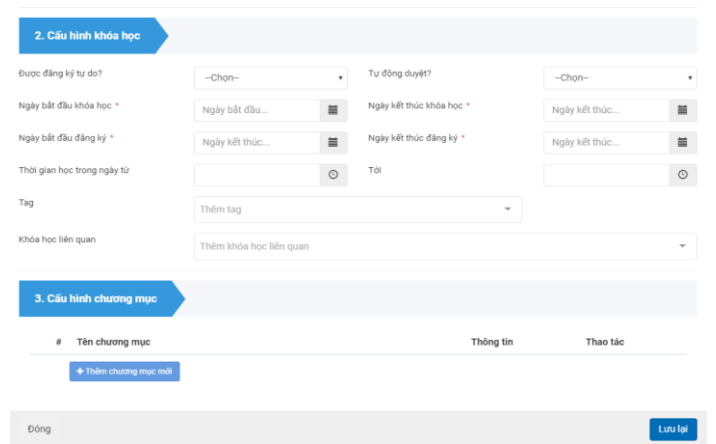 2. Cấu hình khóa học
Được đăng ký tự do? --Chọn-- Tự động duyệt? --Chọn--
Ngày bắt đầu khóa học * Ngày bắt đầu... Ngày kết thúc khóa học * Ngày kết thúc...
Ngày bắt đầu đăng ký * Ngày kết thúc... Ngày kết thúc đăng ký * Ngày kết thúc...
Thời gian học trong ngày từ Tới
Tag Thêm tag
Khóa học liên quan Thêm khóa học liên quan
3. Cấu hình chương mục
# Tên chương mục Thông tin Thao tác
+ Thêm chương mục mới
Đóng Lưu lại